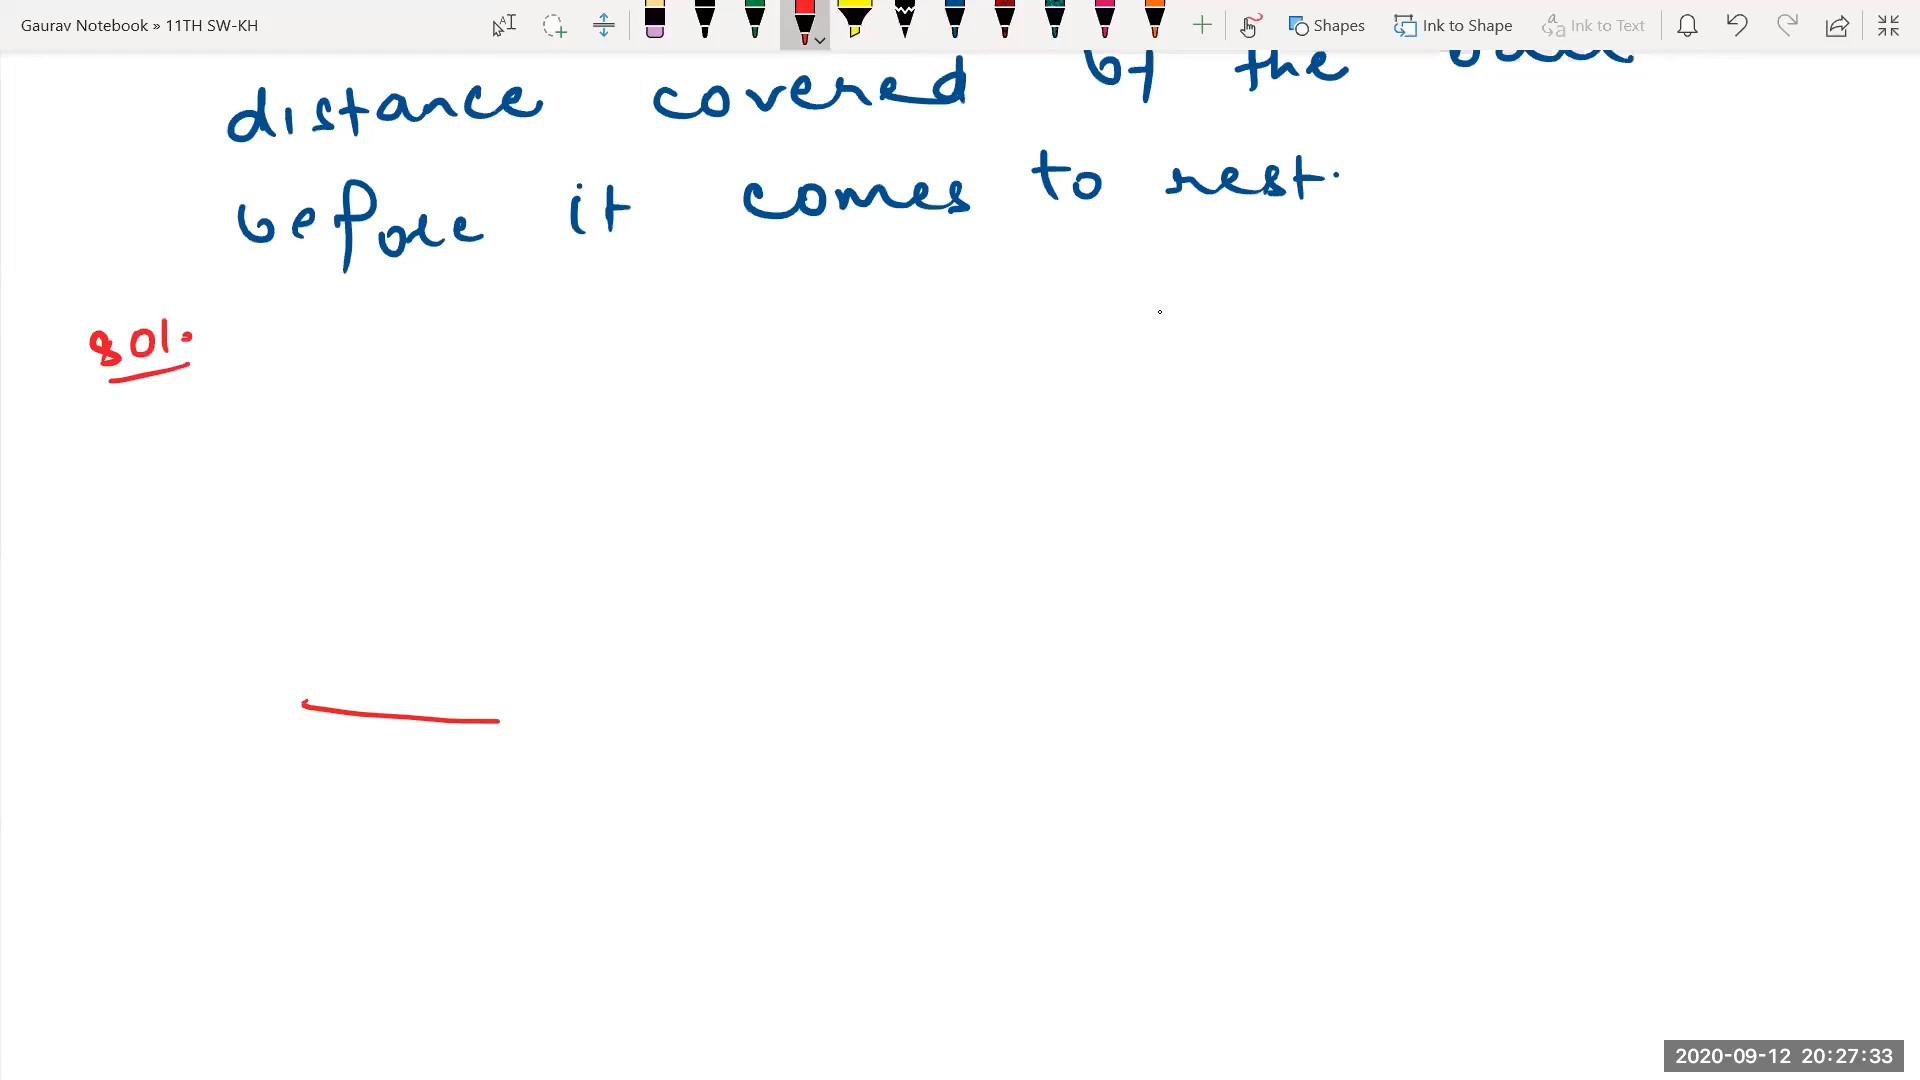 Gaurav Notebook » 11TH SW-KH
Shapes
Ink to Shape
Ink to Text
distance covered by the
before it comes to rest.
Sol.
2020-09-12 20:27:33